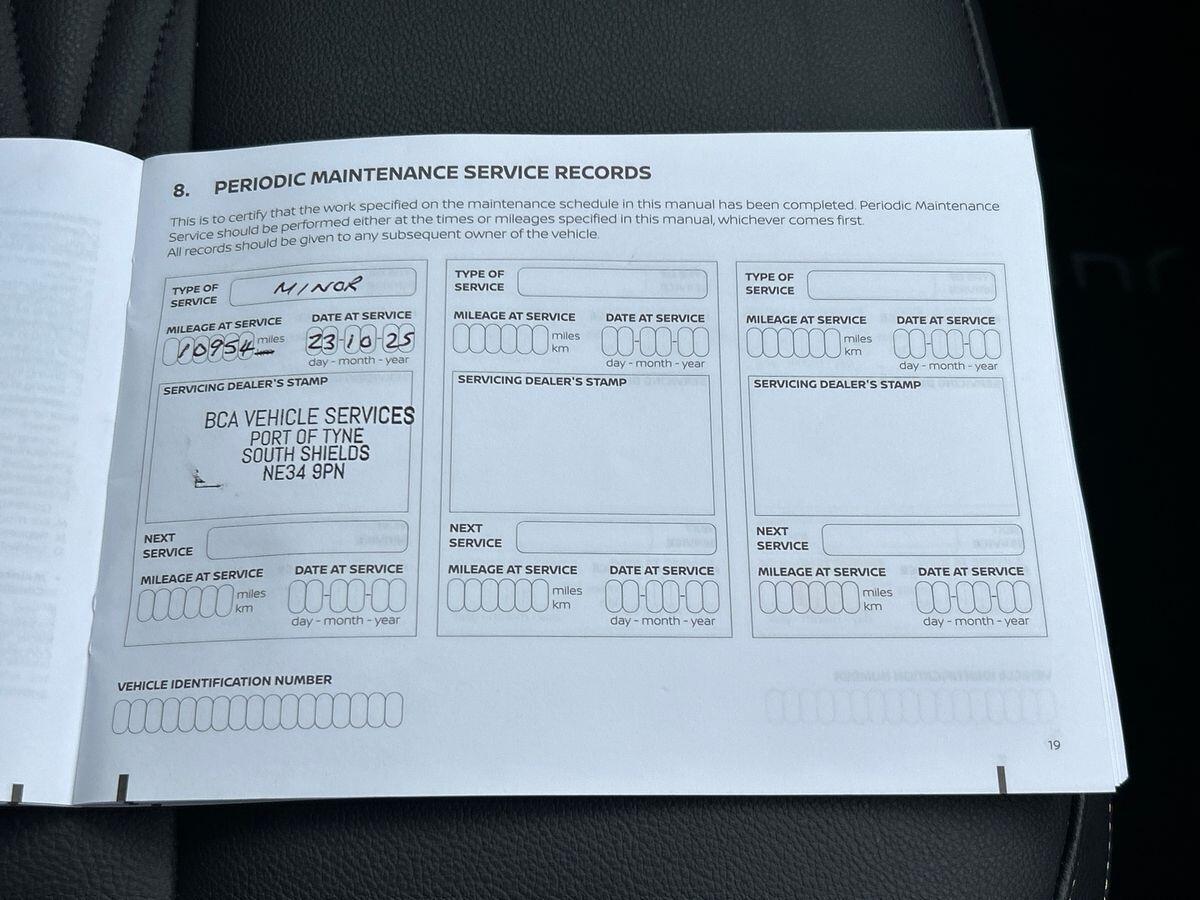 8. PERIODIC MAINTENANCE SERVICE RECORDS
This is to certify that the work specified on the maintenance schedule in this manual has been completed. Periodic Maintenance
Service should be performed either at the times or mileages specified in this manual, whichever comes first.
All records should be given to any subsequent owner of the vehicle.
TYPE OF
SERVICE
MINOR
MILEAGE AT SERVICE
10954
miles
km
DATE AT SERVICE
23-10-25
day - month - year
SERVICING DEALER'S STAMP
BCA VEHICLE SERVICES
PORT OF TYNE
SOUTH SHIELDS
NE34 9PN
NEXT
SERVICE
MILEAGE AT SERVICE
miles
km
DATE AT SERVICE
day - month - year
TYPE OF
SERVICE
MILEAGE AT SERVICE
miles
km
DATE AT SERVICE
day - month - year
SERVICING DEALER'S STAMP
NEXT
SERVICE
MILEAGE AT SERVICE
miles
km
DATE AT SERVICE
day - month - year
TYPE OF
SERVICE
MILEAGE AT SERVICE
miles
km
DATE AT SERVICE
day - month - year
SERVICING DEALER'S STAMP
NEXT
SERVICE
MILEAGE AT SERVICE
miles
km
DATE AT SERVICE
day - month - year
VEHICLE IDENTIFICATION NUMBER
19